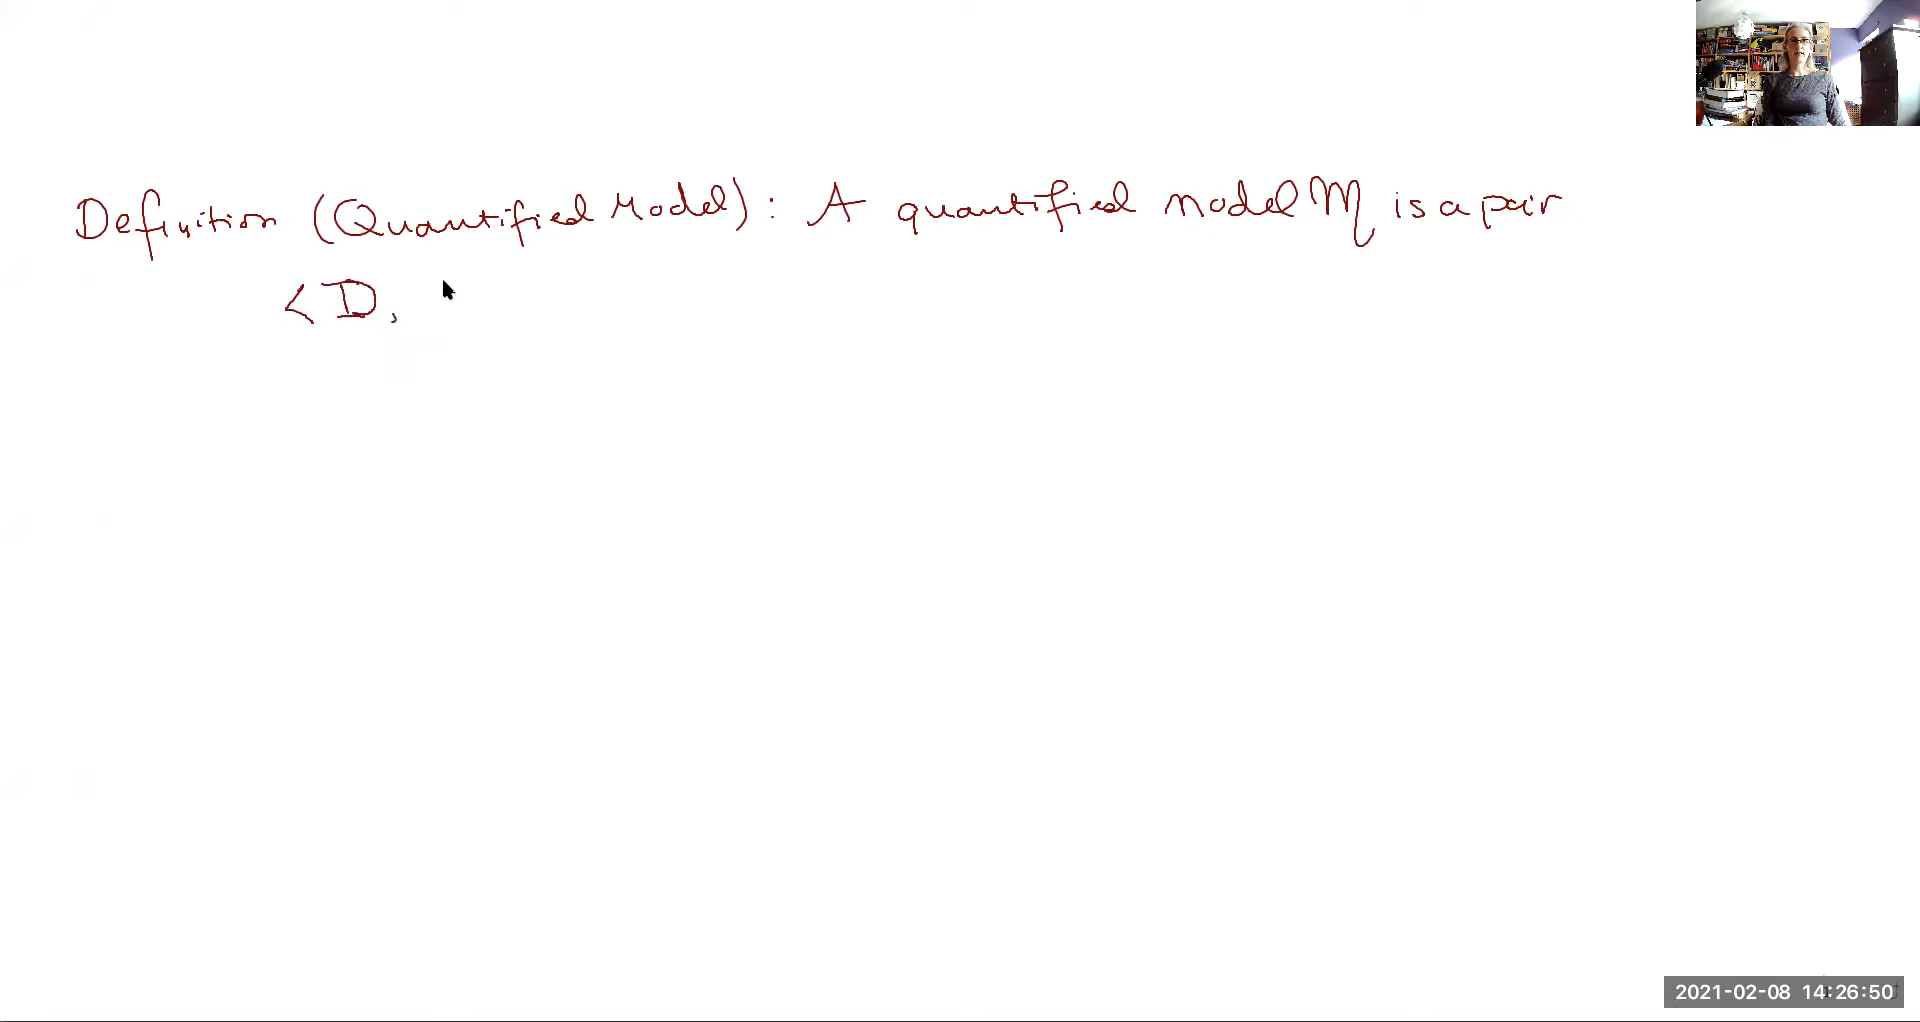 Definition (Quantified Model): A quantified model M is a pair
<D,
2021-02-08 14:26:50